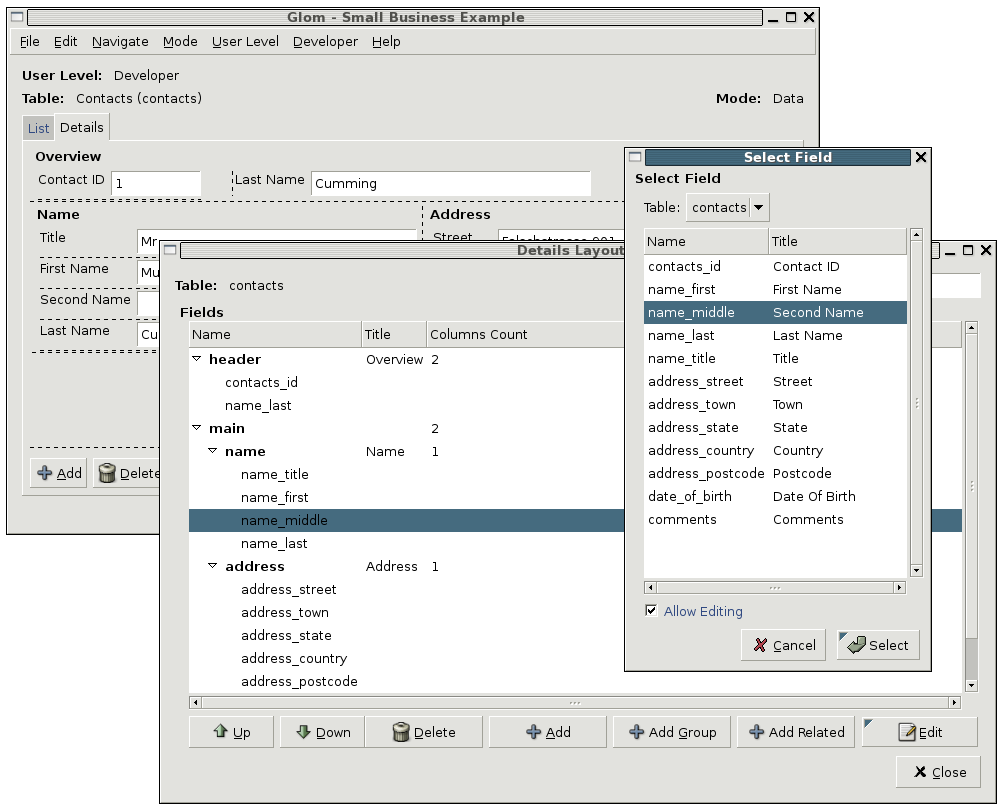 Glom - Small Business Example
File Edit Navigate Mode User Level Developer Help
User Level: Developer
Table: Contacts (contacts) Mode: Data
List Details
Overview
Contact ID 1 Last Name Cumming
Name Address
Title Mr Street
First Name Mu
Second Name
Last Name Cu
Add Delete
Details Layout
Table: contacts
Fields
Name Title Columns Count
header Overview 2
contacts_id
name_last
main 2
name Name 1
name_title
name_first
name_middle
name_last
address Address 1
address_street
address_town
address_state
address_country
address_postcode
Up Down Delete Add Add Group Add Related Edit
Close
Select Field
Select Field
Table: contacts
Name Title
contacts_id Contact ID
name_first First Name
name_middle Second Name
name_last Last Name
name_title Title
address_street Street
address_town Town
address_state State
address_country Country
address_postcode Postcode
date_of_birth Date Of Birth
comments Comments
Allow Editing
Cancel Select